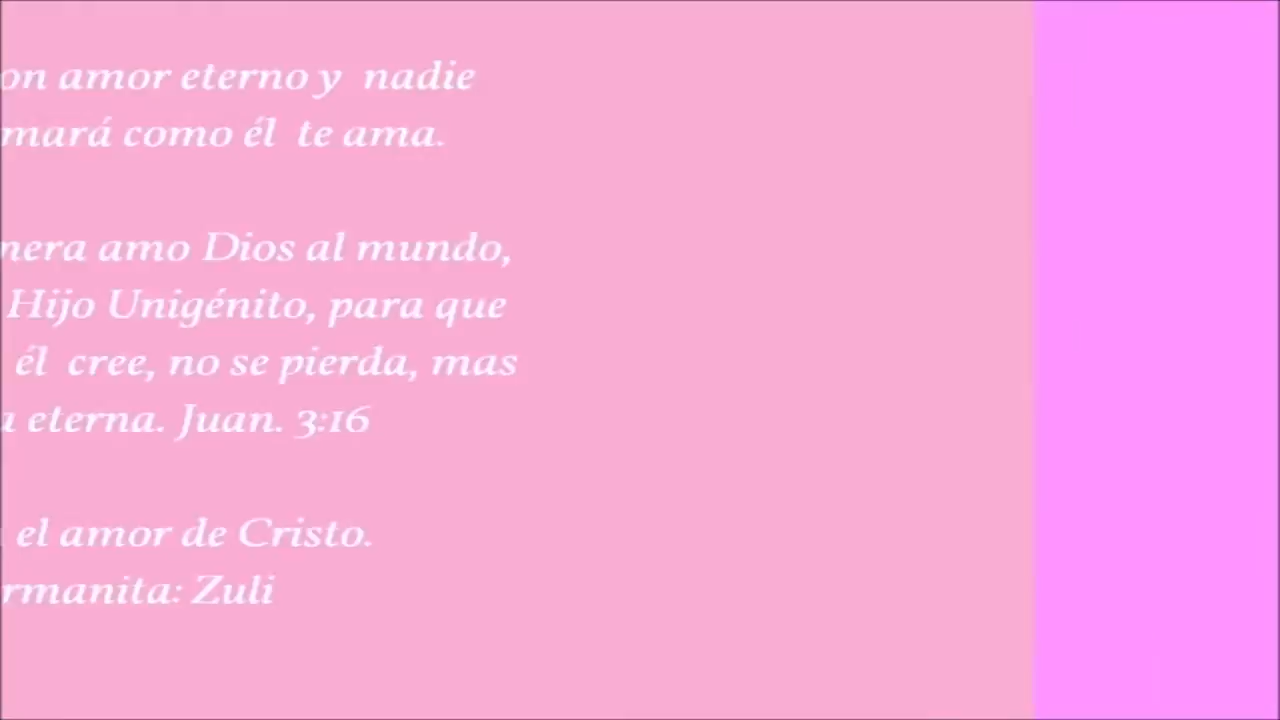 on amor eterno y nadie
mará como él te ama.
nera amo Dios al mundo,
Hijo Unigénito, para que
él cree, no se pierda, mas
a eterna. Juan. 3:16
el amor de Cristo.
rmanita: Zuli